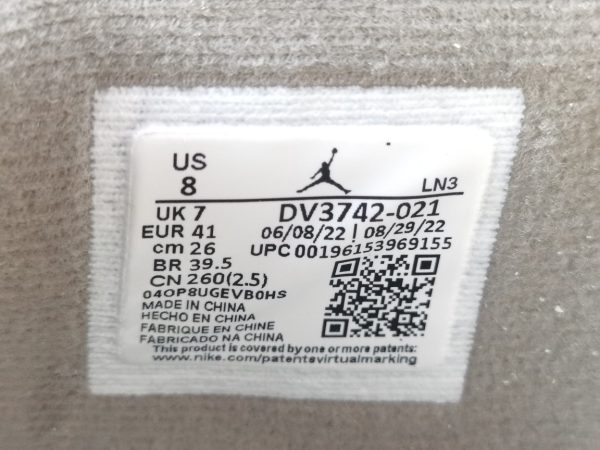 US
8
LN3
UK 7
DV3742-021
EUR 41
06/08/22 | 08/29/22
cm 26
UPC 00196153969155
BR 39.5
CN 260(2.5)
04OP8UGEVB0HS
MADE IN CHINA
HECHO EN CHINA
FABRIQUE EN CHINE
FABRICADO NA CHINA
This product is covered by one or more patents:
www.nike.com/patentsvirtualmarking